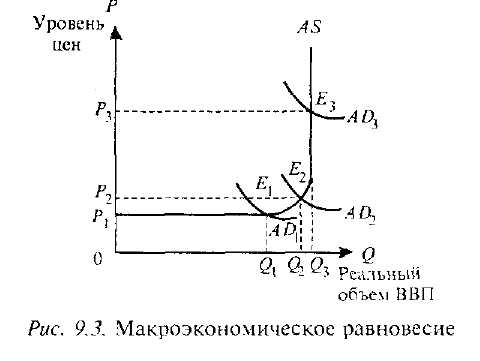 P
Уровень
цен
AS
P₃
E₃
AD₃
E₁
E₂
P₂
P₁
AD₁
AD₂
0
Q₁
Q₂
Q₃
Q
Реальный
объем ВВП
Рис. 9.3. Макроэкономическое равновесие